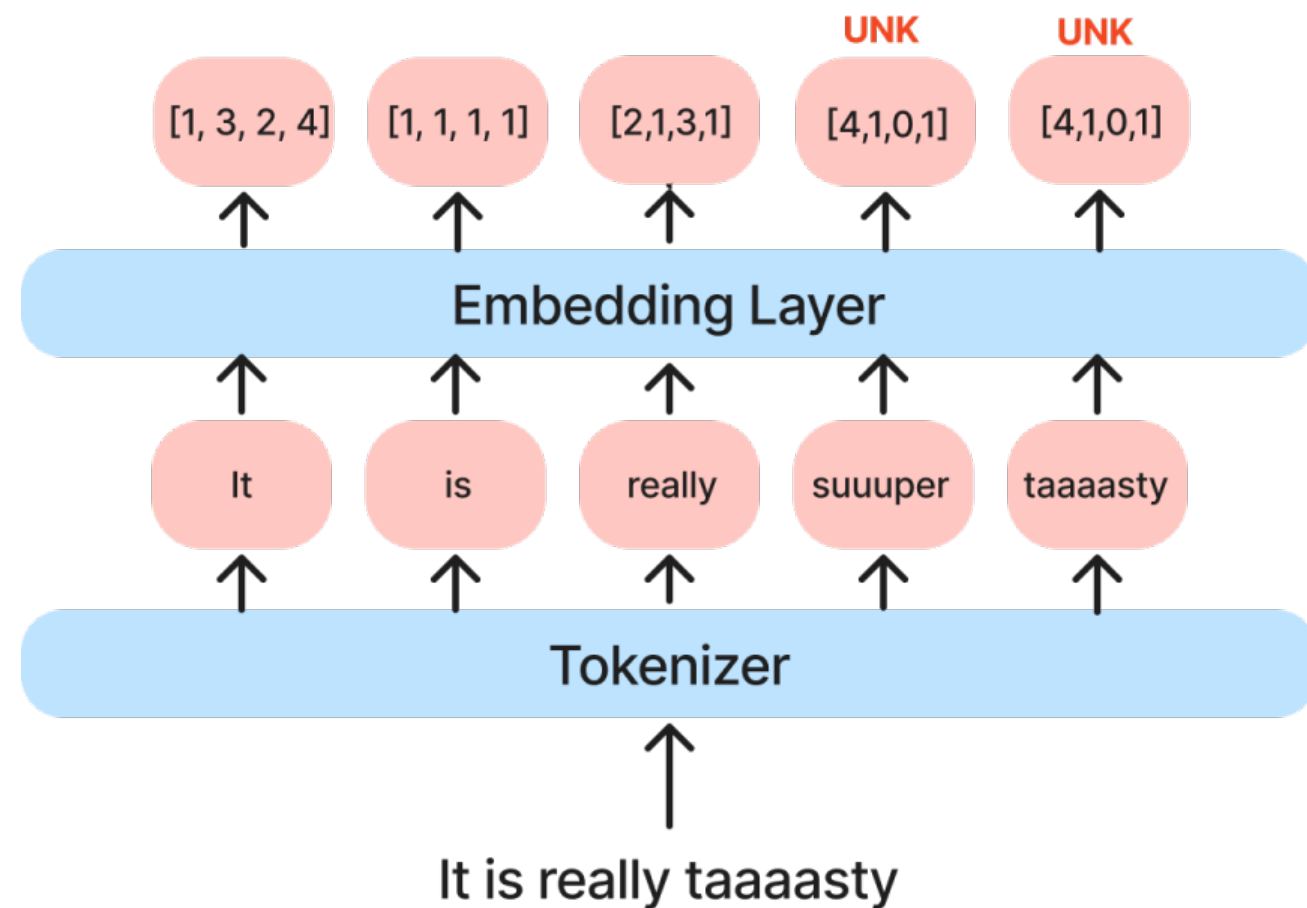 UNK UNK
[1, 3, 2, 4] [1, 1, 1, 1] [2,1,3,1] [4,1,0,1] [4,1,0,1]
Embedding Layer
It is really suuuper taaaasty
Tokenizer
It is really taaaasty